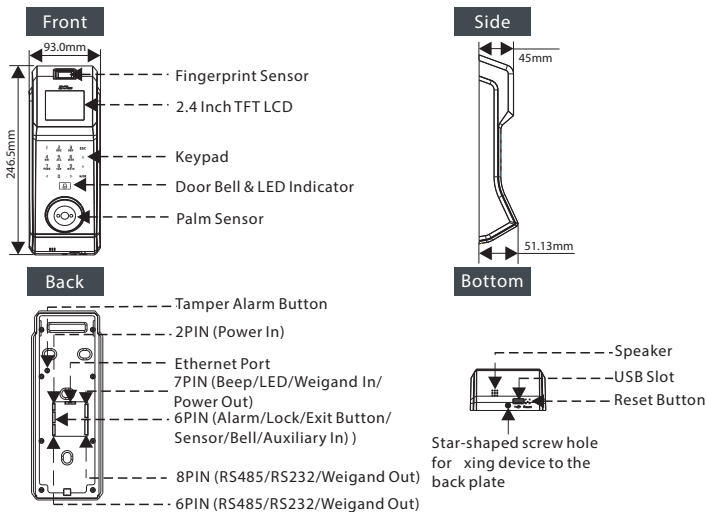 Front
93.0mm
246.5mm
Fingerprint Sensor
2.4 Inch TFT LCD
Keypad
Door Bell & LED Indicator
Palm Sensor
Side
45mm
51.13mm
Back
Tamper Alarm Button
2PIN (Power In)
Ethernet Port
7PIN (Beep/LED/Weigand In/
Power Out)
6PIN (Alarm/Lock/Exit Button/
Sensor/Bell/Auxiliary In) )
8PIN (RS485/RS232/Weigand Out)
6PIN (RS485/RS232/Weigand Out)
Bottom
Speaker
USB Slot
Reset Button
Star-shaped screw hole
for xing device to the
back plate